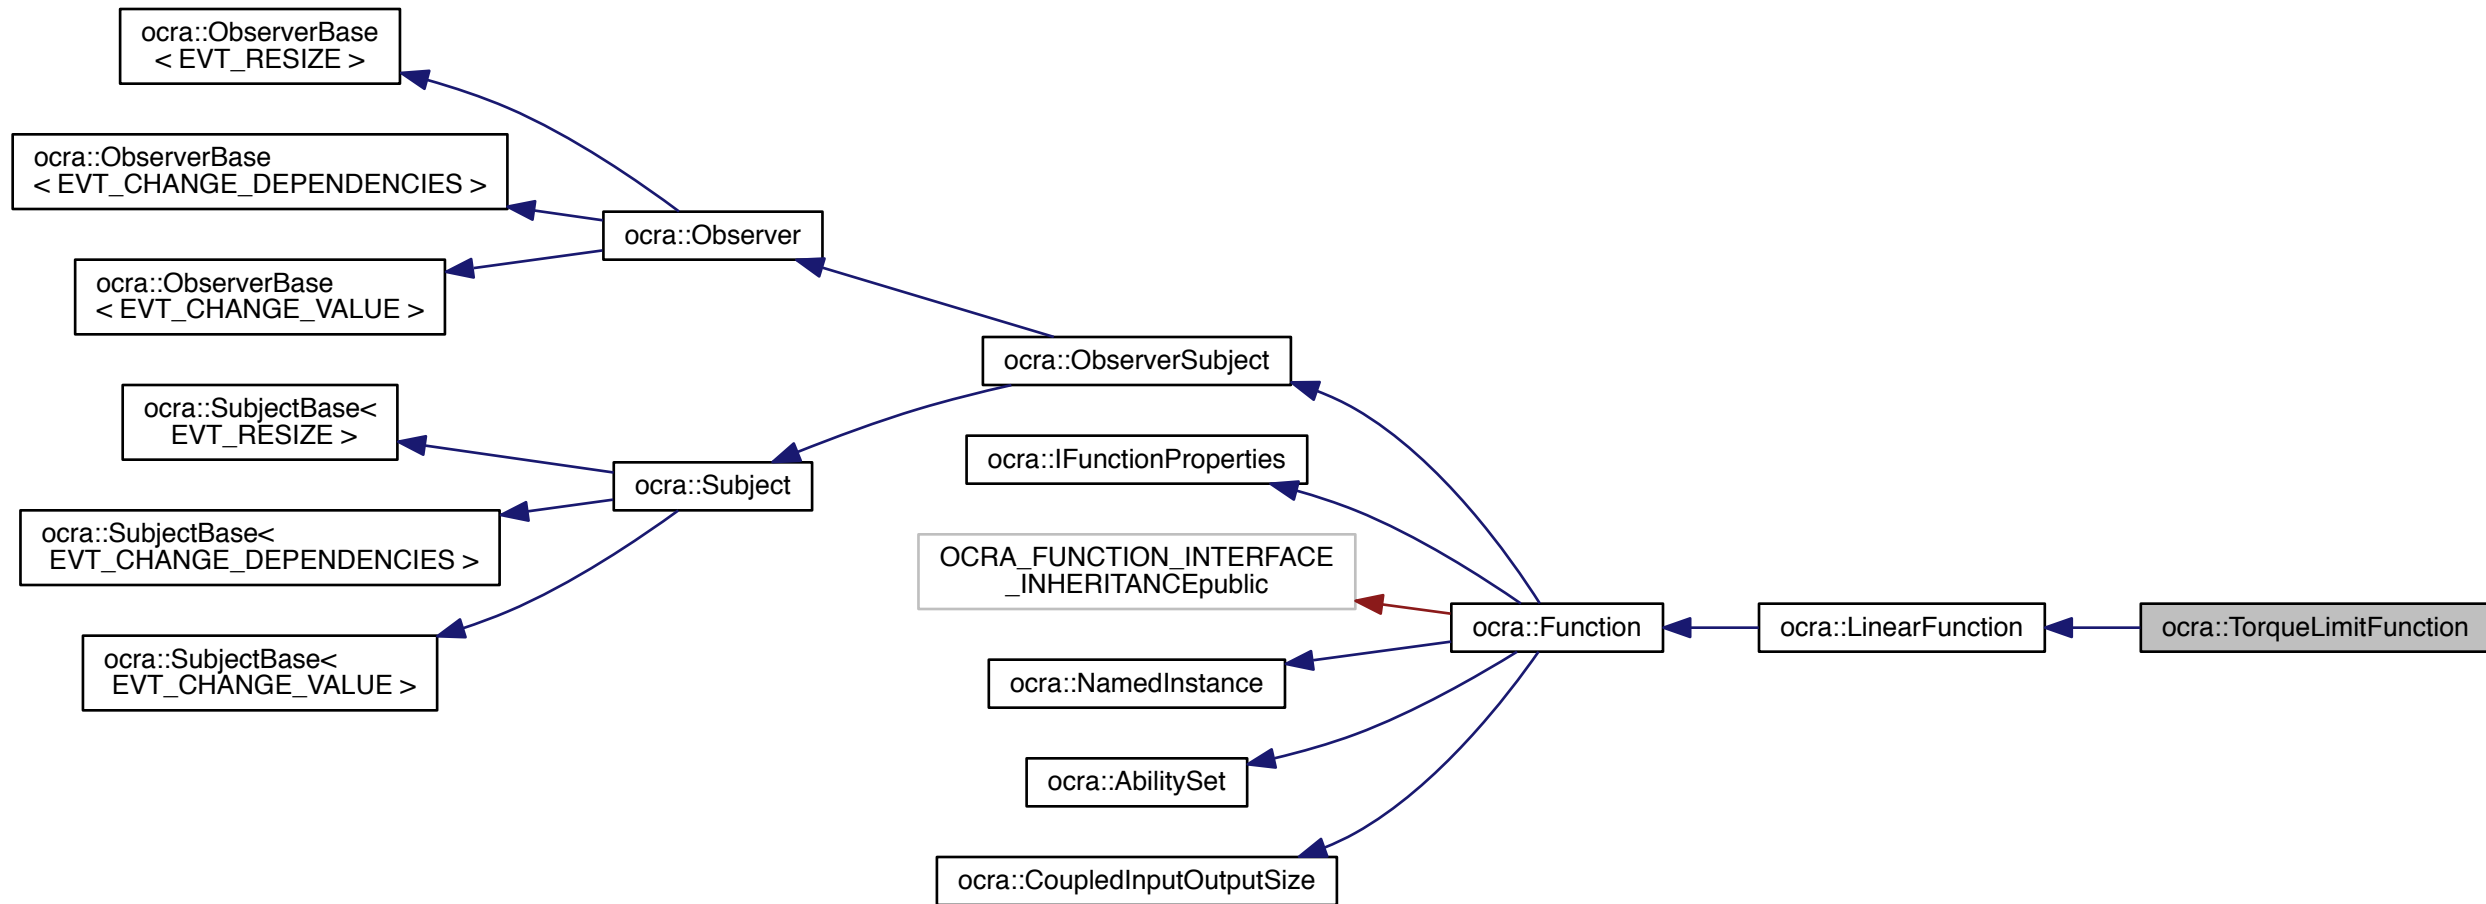 ocra::ObserverBase
< EVT_RESIZE >
ocra::ObserverBase
< EVT_CHANGE_DEPENDENCIES >
ocra::ObserverBase
< EVT_CHANGE_VALUE >
ocra::SubjectBase<
EVT_RESIZE >
ocra::SubjectBase<
EVT_CHANGE_DEPENDENCIES >
ocra::SubjectBase<
EVT_CHANGE_VALUE >
ocra::Observer
ocra::Subject
ocra::ObserverSubject
ocra::IFunctionProperties
OCRA_FUNCTION_INTERFACE
_INHERITANCEpublic
ocra::NamedInstance
ocra::AbilitySet
ocra::CoupledInputOutputSize
ocra::Function
ocra::LinearFunction
ocra::TorqueLimitFunction